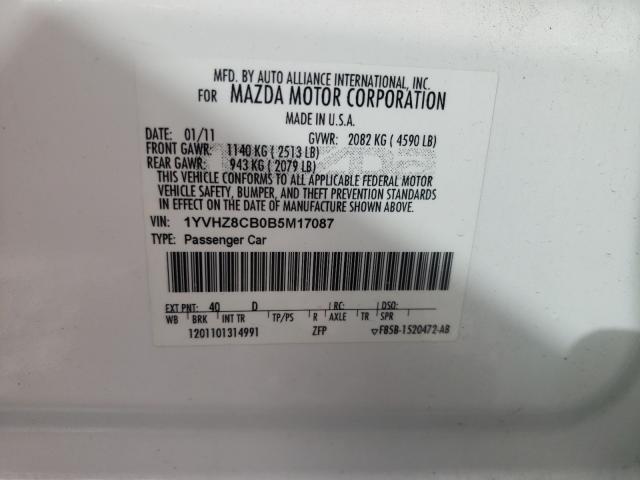 MFD. BY AUTO ALLIANCE INTERNATIONAL, INC.
FOR MAZDA MOTOR CORPORATION
MADE IN U.S.A.
DATE: 01/11 GVWR: 2082 KG ( 4590 LB)
FRONT GAWR: 1140 KG ( 2513 LB)
REAR GAWR: 943 KG ( 2079 LB)
THIS VEHICLE CONFORMS TO ALL APPLICABLE FEDERAL MOTOR
VEHICLE SAFETY, BUMPER, AND THEFT PREVENTION STANDARDS
IN EFFECT ON THE DATE OF MANUFACTURE SHOWN ABOVE.
VIN: 1YVHZ8CB0B5M17087
TYPE: Passenger Car
EXT PNT: 40 D RC: DSO:
WB BRK INT TR TP/PS R AXLE TR SPR
1201101314991 ZFP ▽F85B-1520472-AB